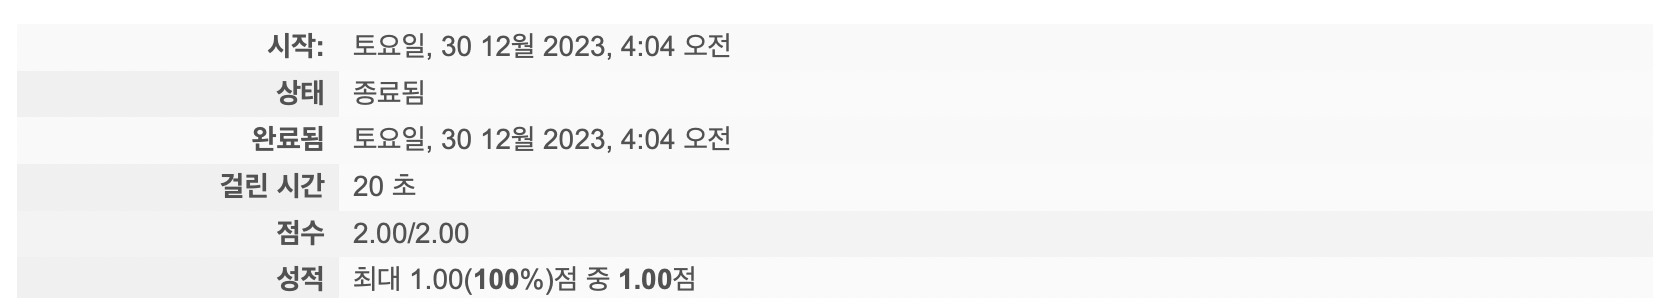 시작: 토요일, 30 12월 2023, 4:04 오전
상태 종료됨
완료됨 토요일, 30 12월 2023, 4:04 오전
걸린 시간 20 초
점수 2.00/2.00
성적 최대 1.00(100%)점 중 1.00점